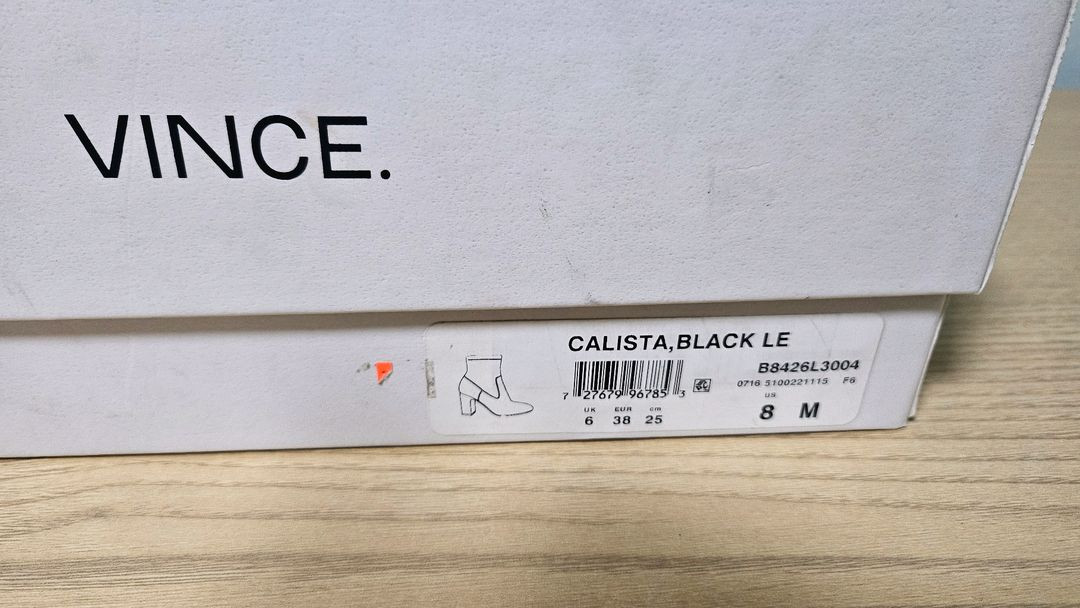 VINCE.
CALISTA,BLACK LE
B8426L3004
7 27679 96785 3
0716 5100221115 F6
UK EUR cm US
6 38 25 8 M